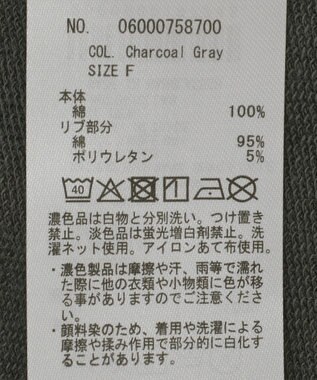 NO. 06000758700
COL. Charcoal Gray
SIZE F
本体
綿 100%
リブ部分
綿 95%
ポリウレタン 5%
40
濃色品は白物と分別洗い。つけ置き
禁止。淡色品は蛍光増白剤禁止。洗
濯ネット使用。アイロンあて布使用。
・濃色製品は摩擦や汗、雨等で濡れ
た際に他の衣類や小物類に色が移
る事がありますのでご注意くださ
い。
・顔料染のため、着用や洗濯による
摩擦や揉み作用で部分的に白化す
ることがあります。